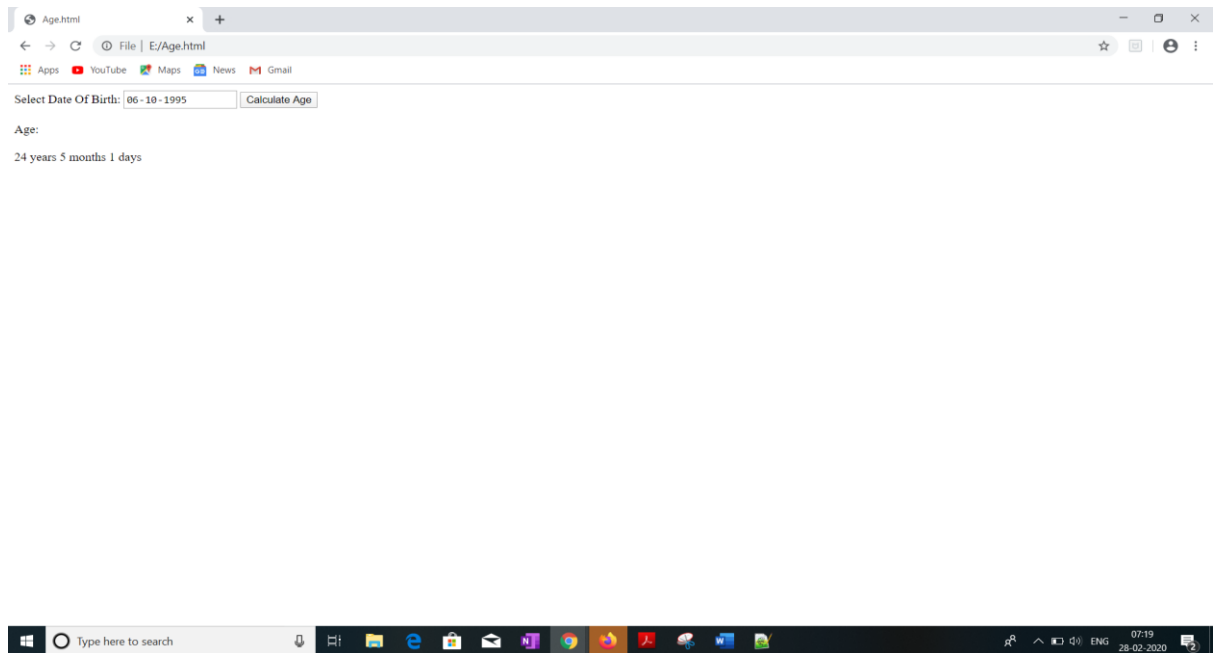 Age.html
File | E:/Age.html
Apps YouTube Maps News Gmail
Select Date Of Birth: 06-10-1995 Calculate Age
Age:
24 years 5 months 1 days
Type here to search
ENG
07:19
28-02-2020
2